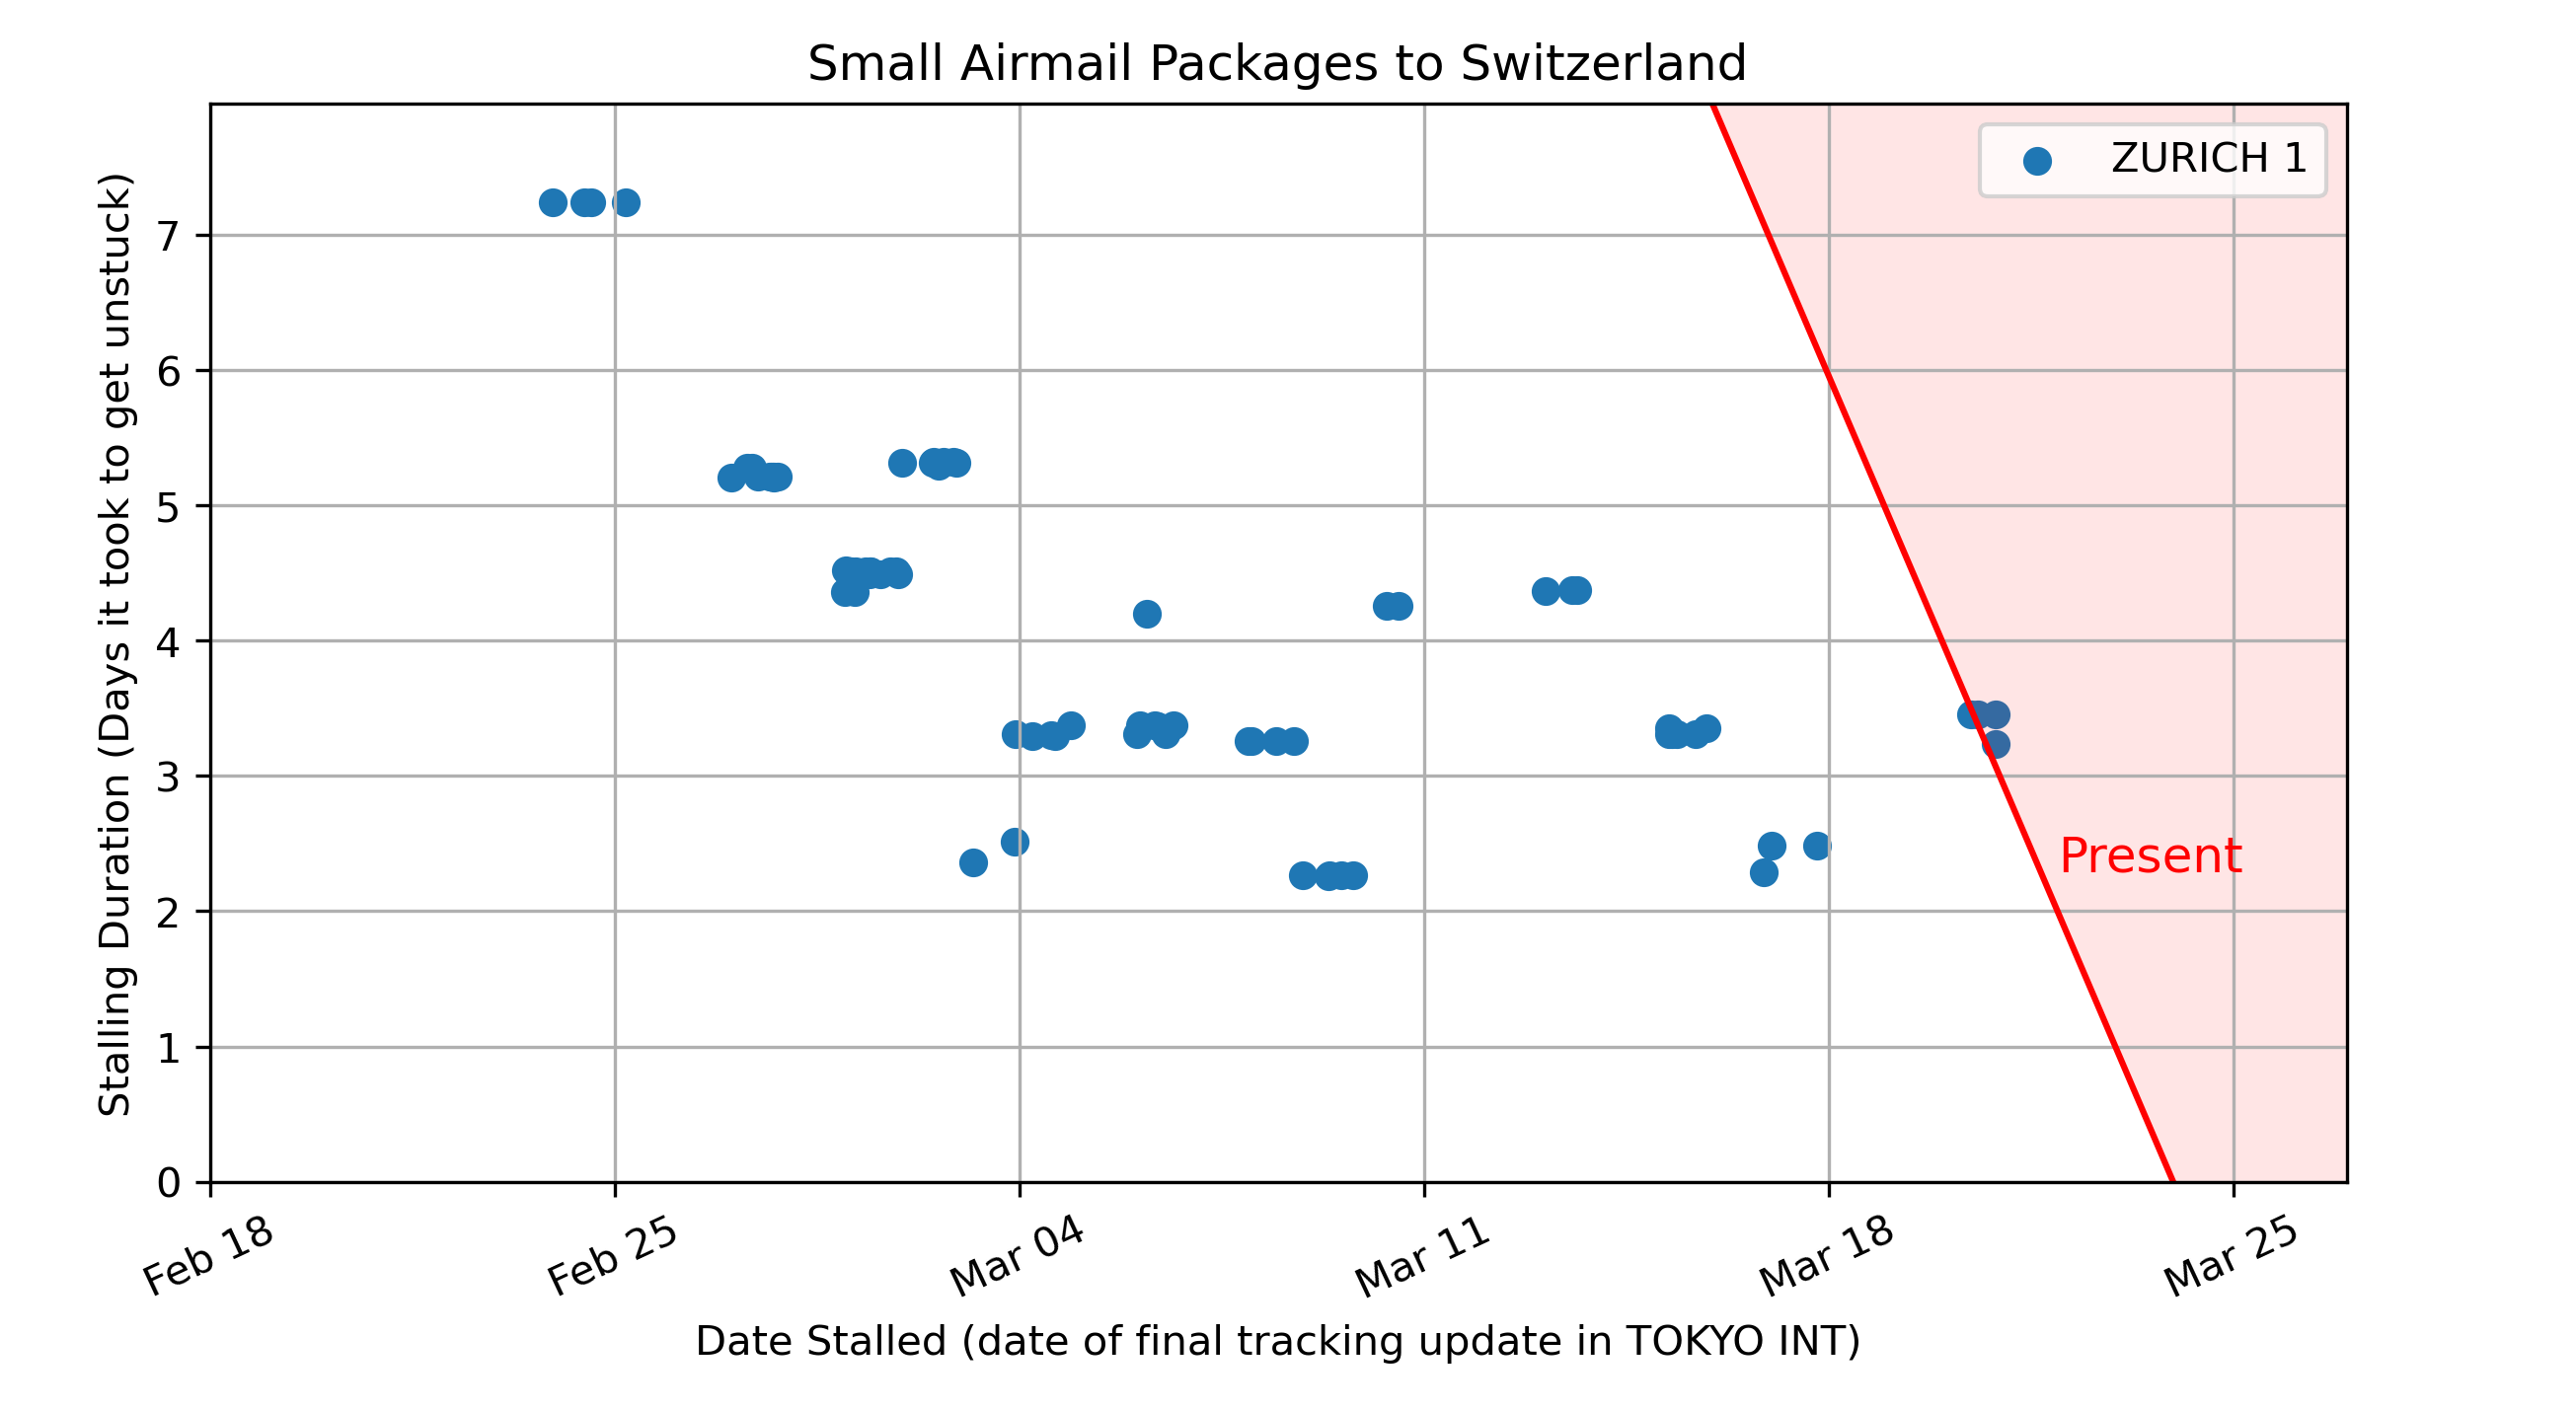 Small Airmail Packages to Switzerland
ZURICH 1
Stalling Duration (Days it took to get unstuck)
7
6
5
4
3
2
1
0
Present
Feb 18
Feb 25
Mar 04
Mar 11
Mar 18
Mar 25
Date Stalled (date of final tracking update in TOKYO INT)